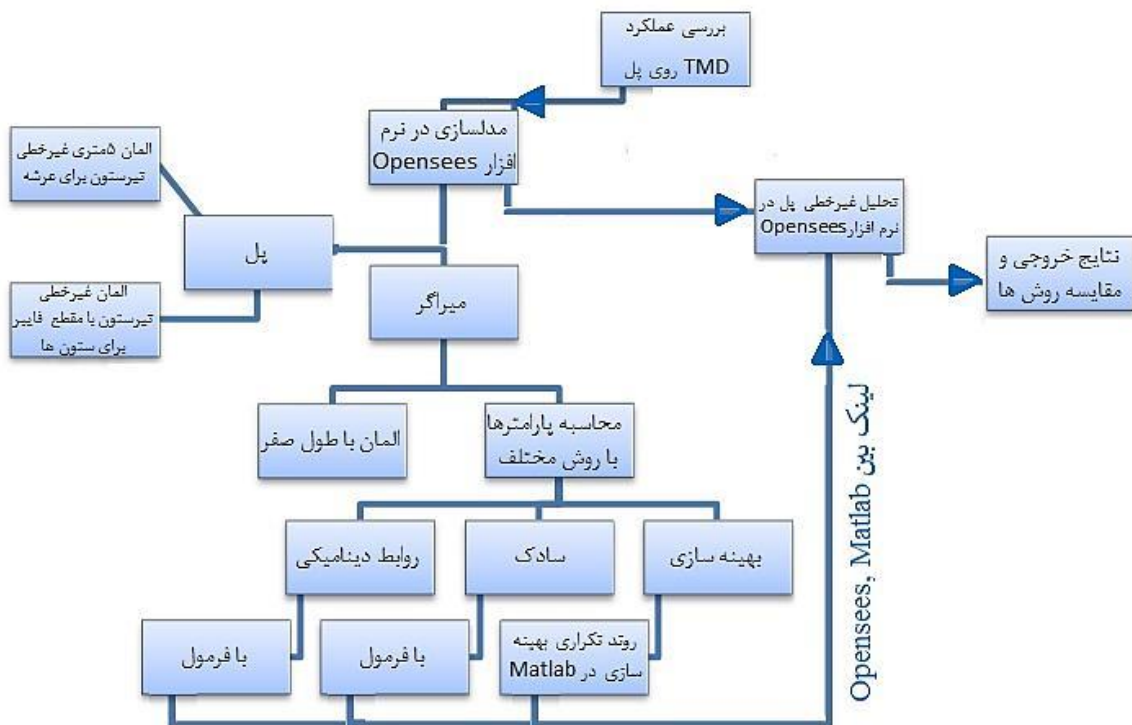 بررسی عملکرد
TMD روی پل
مدلسازی در نرم
افزار Opensees
المان ۵متری غیرخطی
تیرستون برای عرشه
پل
المان غیرخطی
تیرستون با مقطع فایبر
برای ستون ها
میراگر
تحلیل غیرخطی پل در
نرم افزارOpensees
نتایج خروجی و
مقایسه روش ها
المان با طول صفر
محاسبه پارامترها
با روش مختلف
روابط دینامیکی
سادک
بهینه سازی
با فرمول
با فرمول
روتد تکراری بهینه
سازی در Matlab
لینک بین Opensees, Matlab